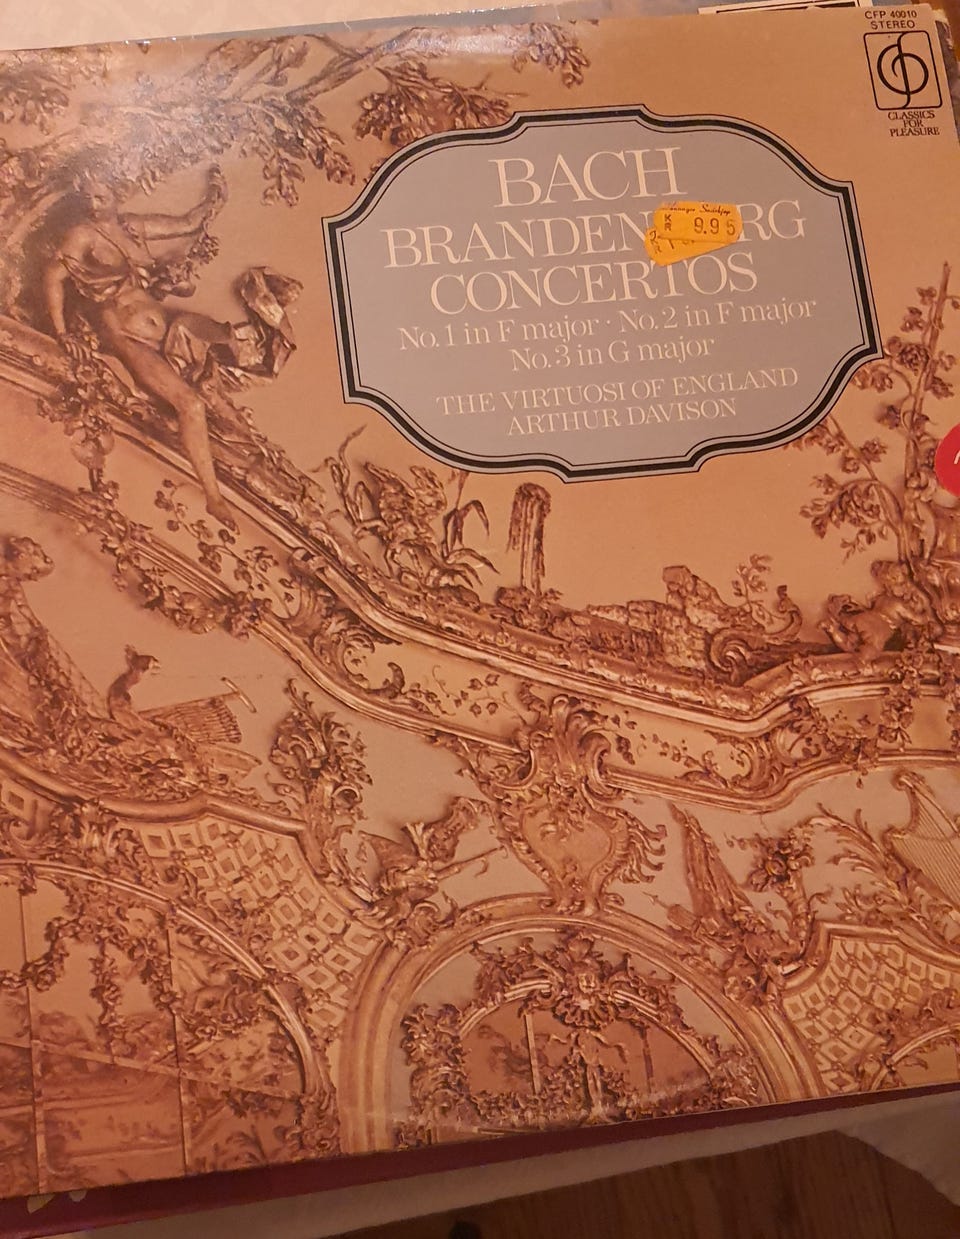 CFP 40010
STEREO
CLASSICS
FOR
PLEASURE
BACH
BRANDEN RG
CONCERTOS
No. 1 in F major · No. 2 in F major
No. 3 in G major
THE VIRTUOSI OF ENGLAND
ARTHUR DAVISON
KR 9.95